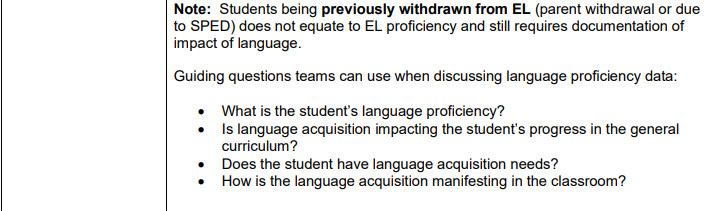 Note: Students being previously withdrawn from EL (parent withdrawal or due
to SPED) does not equate to EL proficiency and still requires documentation of
impact of language.
Guiding questions teams can use when discussing language proficiency data:
• What is the student's language proficiency?
• Is language acquisition impacting the student's progress in the general
curriculum?
• Does the student have language acquisition needs?
• How is the language acquisition manifesting in the classroom?